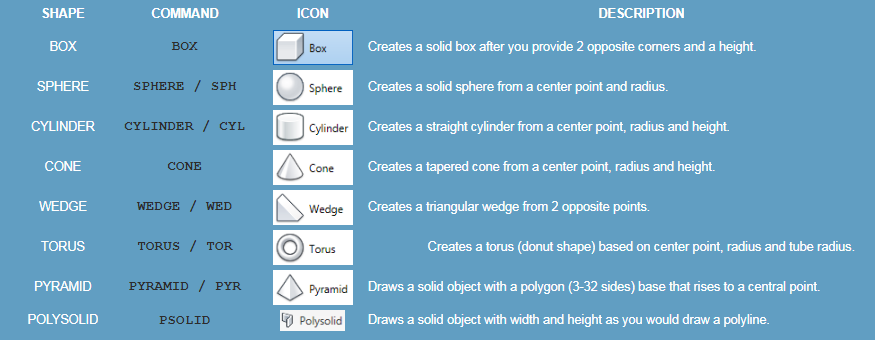 SHAPE COMMAND ICON DESCRIPTION
BOX BOX Box Creates a solid box after you provide 2 opposite corners and a height.
SPHERE SPHERE / SPH Sphere Creates a solid sphere from a center point and radius.
CYLINDER CYLINDER / CYL Cylinder Creates a straight cylinder from a center point, radius and height.
CONE CONE Cone Creates a tapered cone from a center point, radius and height.
WEDGE WEDGE / WED Wedge Creates a triangular wedge from 2 opposite points.
TORUS TORUS / TOR Torus Creates a torus (donut shape) based on center point, radius and tube radius.
PYRAMID PYRAMID / PYR Pyramid Draws a solid object with a polygon (3-32 sides) base that rises to a central point.
POLYSOLID PSOLID Polysolid Draws a solid object with width and height as you would draw a polyline.